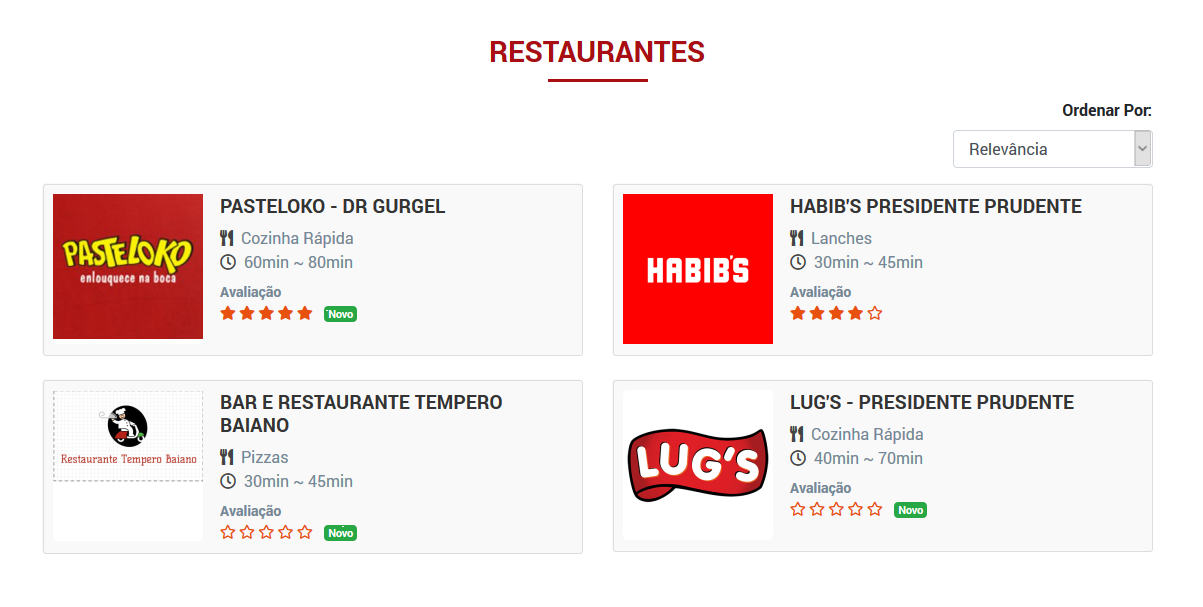 RESTAURANTES
Ordenar Por:
Relevância
PASTELOKO
enlouquece na boca
PASTELOKO - DR GURGEL
Cozinha Rápida
60min ~ 80min
Avaliação
Novo
HABIB'S
HABIB'S PRESIDENTE PRUDENTE
Lanches
30min ~ 45min
Avaliação
Restaurante Tempero Baiano
BAR E RESTAURANTE TEMPERO
BAIANO
Pizzas
30min ~ 45min
Avaliação
Novo
LUG'S
LUG'S - PRESIDENTE PRUDENTE
Cozinha Rápida
40min ~ 70min
Avaliação
Novo